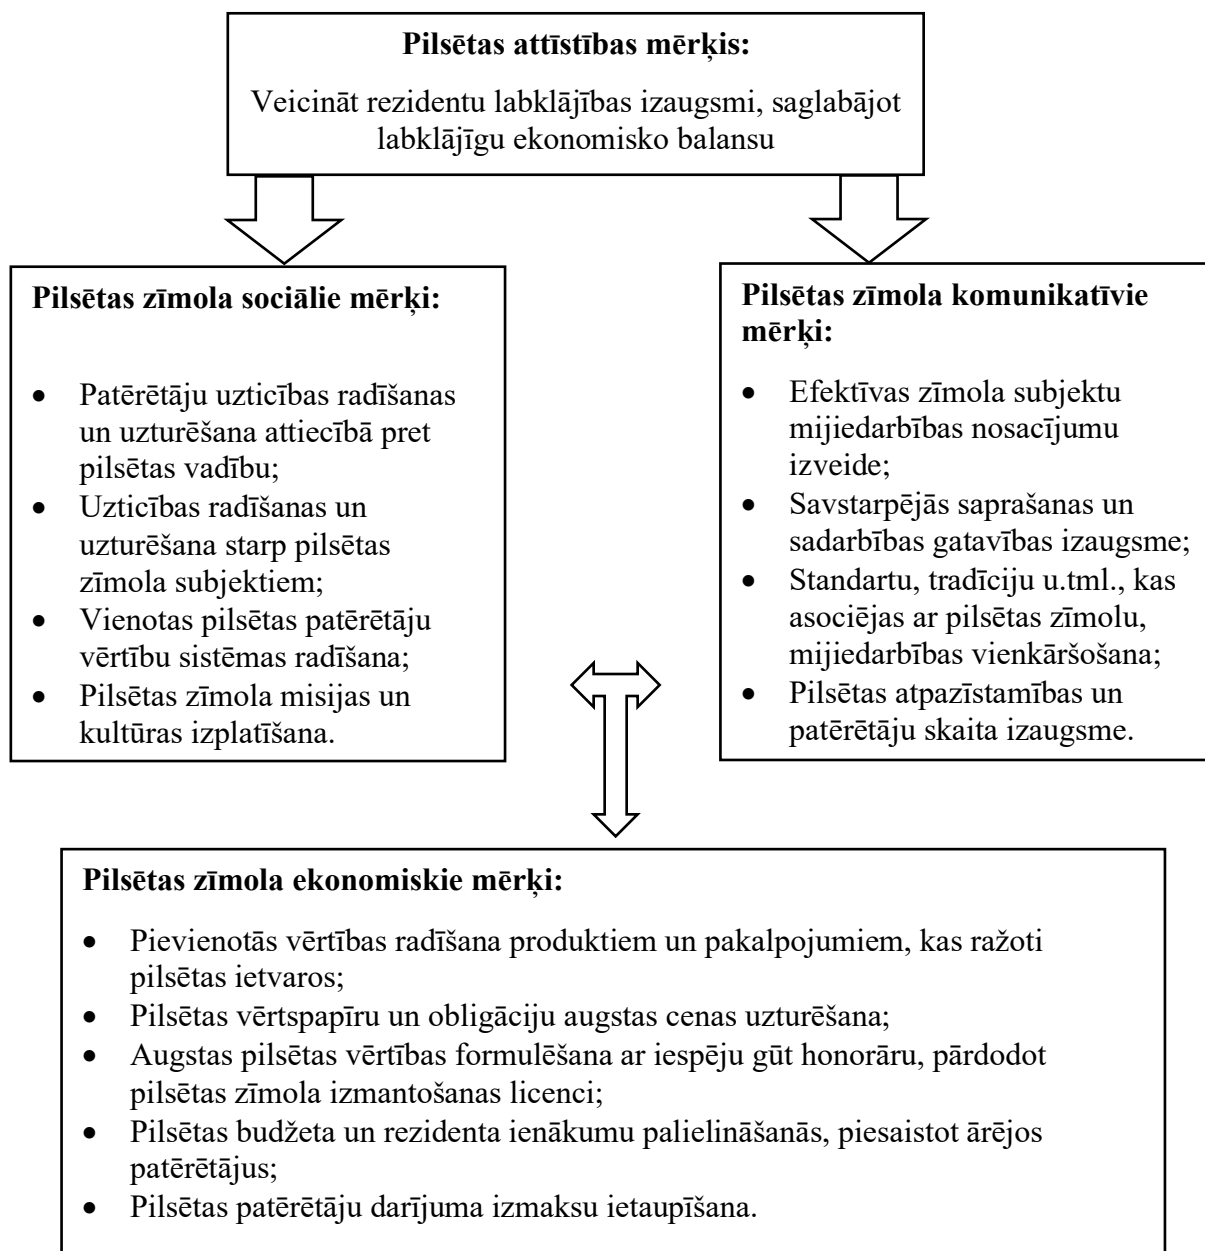 Pilsētas attīstības mērķis:
Veicināt rezidentu labklājības izaugsmi, saglabājot
labklājīgu ekonomisko balansu
Pilsētas zīmola sociālie mērķi:
• Patērētāju uzticības radīšanas
un uzturēšana attiecībā pret
pilsētas vadību;
• Uzticības radīšanas un
uzturēšana starp pilsētas
zīmola subjektiem;
• Vienotas pilsētas patērētāju
vērtību sistēmas radīšana;
• Pilsētas zīmola misijas un
kultūras izplatīšana.
Pilsētas zīmola komunikatīvie
mērķi:
• Efektīvas zīmola subjektu
mijiedarbības nosacījumu
izveide;
• Savstarpējās saprašanas un
sadarbības gatavības izaugsme;
• Standartu, tradīciju u.tml., kas
asociējas ar pilsētas zīmolu,
mijiedarbības vienkāršošana;
• Pilsētas atpazīstamības un
patērētāju skaita izaugsme.
Pilsētas zīmola ekonomiskie mērķi:
• Pievienotās vērtības radīšana produktiem un pakalpojumiem, kas ražoti
pilsētas ietvaros;
• Pilsētas vērtspapīru un obligāciju augstas cenas uzturēšana;
• Augstas pilsētas vērtības formulēšana ar iespēju gūt honorāru, pārdodot
pilsētas zīmola izmantošanas licenci;
• Pilsētas budžeta un rezidenta ienākumu palielināšanās, piesaistot ārējos
patērētājus;
• Pilsētas patērētāju darījuma izmaksu ietaupīšana.